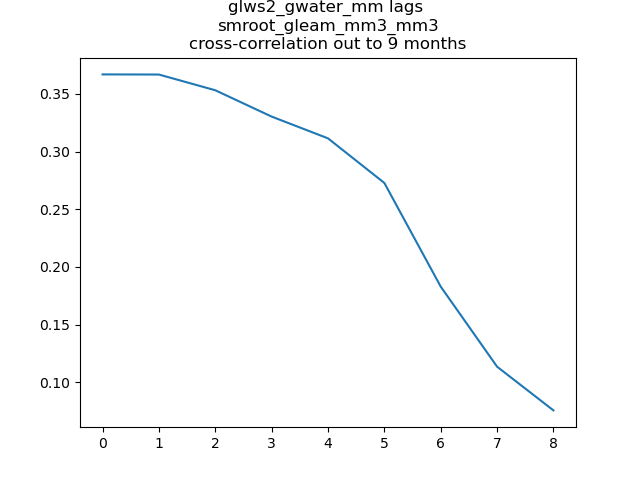 glws2_gwater_mm lags
smroot_gleam_mm3_mm3
cross-correlation out to 9 months
0.35
0.30
0.25
0.20
0.15
0.10
0 1 2 3 4 5 6 7 8